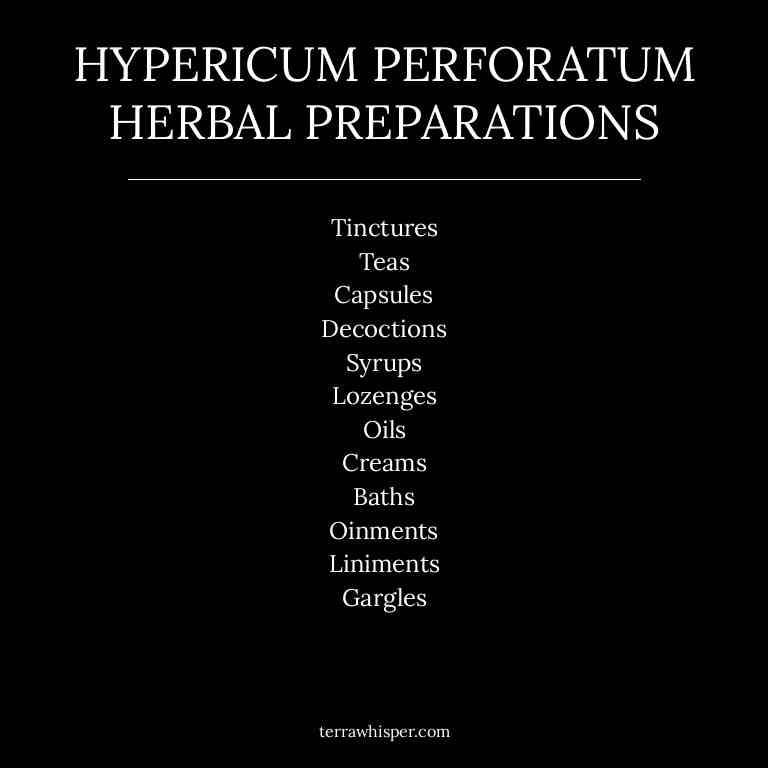 HYPERICUM PERFORATUM
HERBAL PREPARATIONS
Tinctures
Teas
Capsules
Decoctions
Syrups
Lozenges
Oils
Creams
Baths
Oinments
Liniments
Gargles
terrawhisper.com